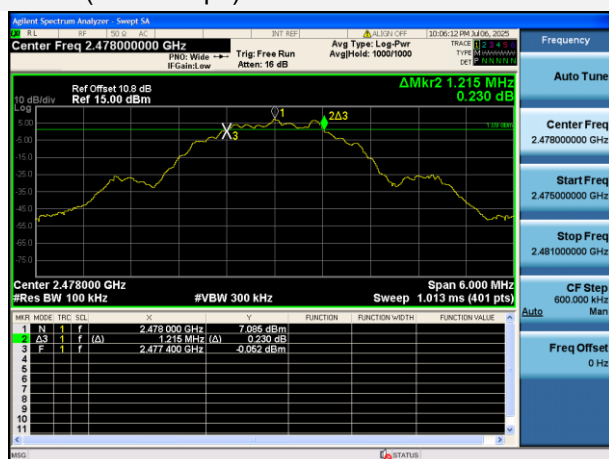 Agilent Spectrum Analyzer - Swept SA
RL RF 50 Ω AC INT REF ALIGN OFF 10:06:12 PM Jul 06, 2025
Center Freq 2.478000000 GHz
PNO: Wide
IFGain:Low
Trig: Free Run
Atten: 16 dB
Avg Type: Log-Pwr
Avg|Hold: 1000/1000
TRACE 1 2 3 4 5 6
TYPE
DET P N N N N N
Ref Offset 10.8 dB
Ref 15.00 dBm
10 dB/div
Log
ΔMkr2 1.215 MHz
0.230 dB
5.00
-5.00
-15.0
-25.0
-35.0
-45.0
-55.0
-65.0
-75.0
1
2Δ3
3
Center 2.478000 GHz
Span 6.000 MHz
#Res BW 100 kHz
#VBW 300 kHz
Sweep 1.013 ms (401 pts)
MKR MODE TRC SCL X Y FUNCTION FUNCTION WIDTH FUNCTION VALUE
1 N 1 f 2.478 000 GHz 7.085 dBm
2 Δ3 1 f (Δ) 1.215 MHz (Δ) 0.230 dB
3 F 1 f 2.477 400 GHz -0.052 dBm
4
5
6
7
8
9
10
11
MSG
STATUS
Frequency
Auto Tune
Center Freq
2.478000000 GHz
Start Freq
2.475000000 GHz
Stop Freq
2.481000000 GHz
CF Step
600.000 kHz
Auto Man
Freq Offset
0 Hz